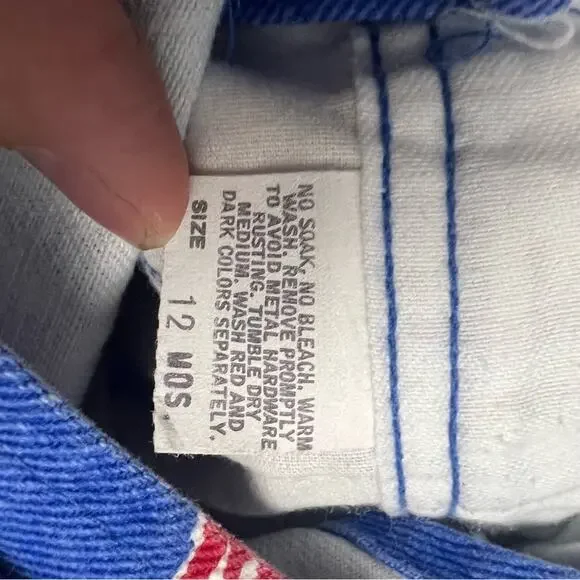 NO SOAK, NO BLEACH. WARM
WASH. REMOVE PROMPTLY
TO AVOID METAL HARDWARE
RUSTING. TUMBLE DRY
MEDIUM. WASH RED AND
DARK COLORS SEPARATELY.
SIZE 12 MOS.